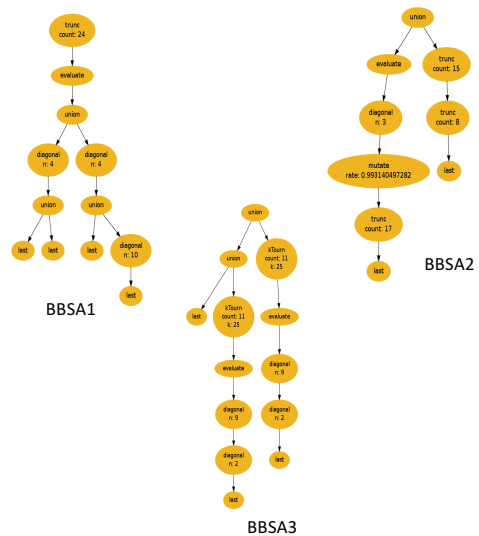 trunc
count: 24
evaluate
union
diagonal
n: 4
diagonal
n: 4
union
union
last
last
last
diagonal
n: 10
last
BBSA1
union
evaluate
trunc
count: 15
diagonal
n: 3
trunc
count: 8
mutate
rate: 0.993140497282
last
trunc
count: 17
last
BBSA2
union
union
kTourn
count: 11
k: 25
last
kTourn
count: 11
k: 25
evaluate
evaluate
diagonal
n: 9
diagonal
n: 9
diagonal
n: 2
diagonal
n: 2
last
last
BBSA3